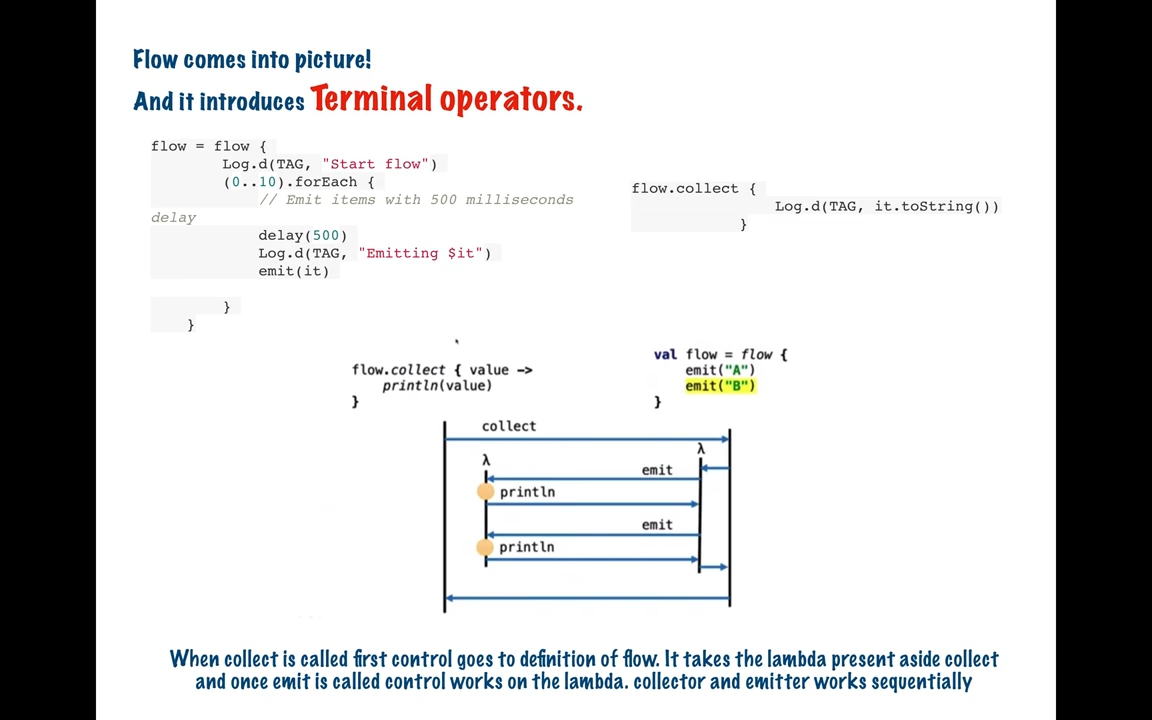 Flow comes into picture!
And it introduces Terminal operators.
flow = flow {
Log.d(TAG, "Start flow")
(0..10).forEach {
// Emit items with 500 milliseconds
delay
delay(500)
Log.d(TAG, "Emitting $it")
emit(it)
}
}
flow.collect {
Log.d(TAG, it.toString())
}
flow.collect { value ->
println(value)
}
val flow = flow {
emit("A")
emit("B")
}
collect
λ
λ
emit
println
emit
println
When collect is called first control goes to definition of flow. It takes the lambda present aside collect
and once emit is called control works on the lambda. collector and emitter works sequentially